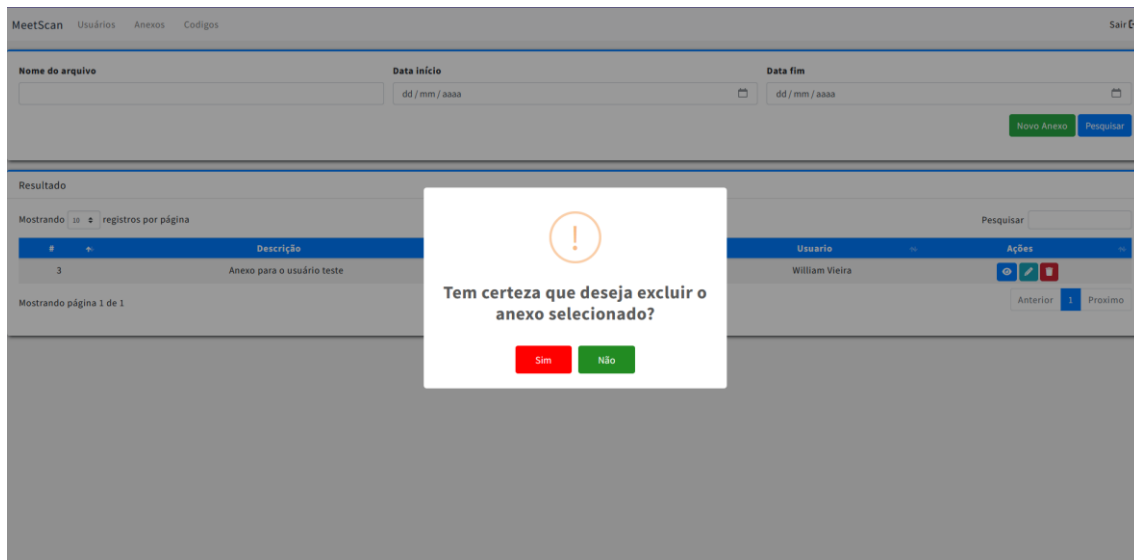 MeetScan Usuários Anexos Codigos Sair
Nome do arquivo Data início Data fim
dd / mm / aaaa dd / mm / aaaa
Novo Anexo Pesquisar
Resultado
Mostrando 10 registros por página Pesquisar
# Descrição Usuario Ações
3 Anexo para o usuário teste William Vieira
Mostrando página 1 de 1 Anterior 1 Proximo
!
Tem certeza que deseja excluir o
anexo selecionado?
Sim Não